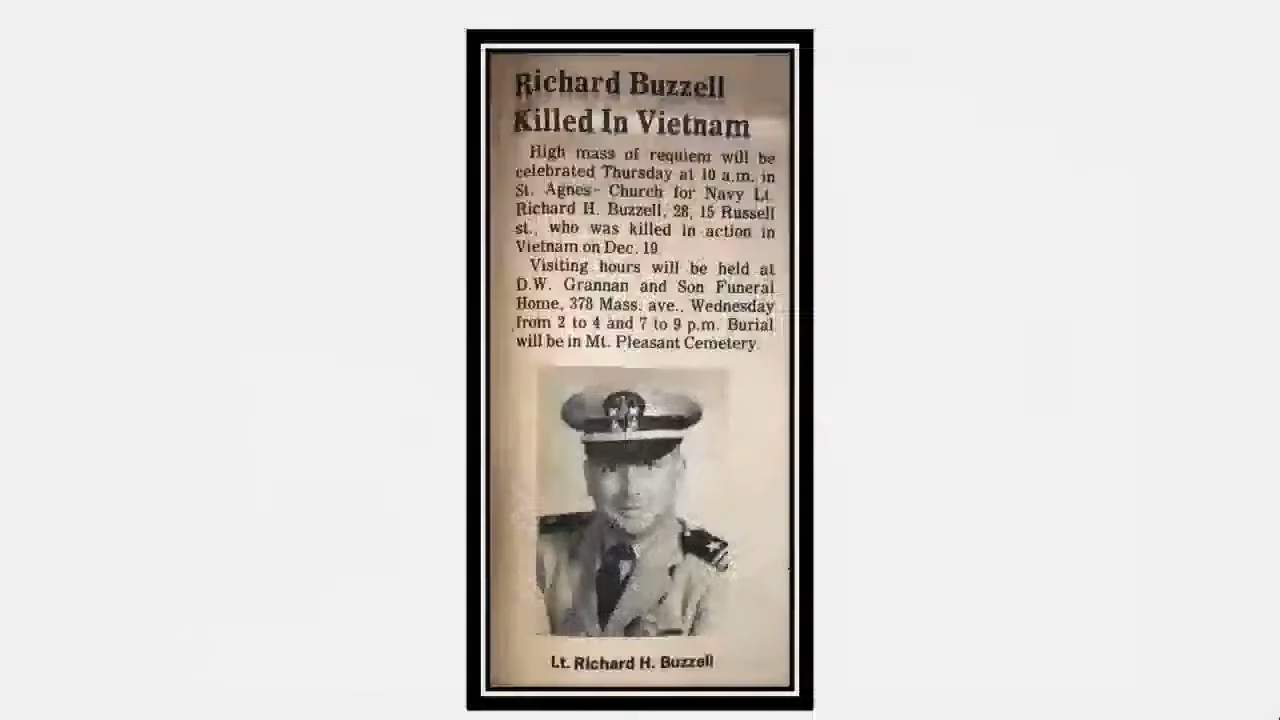 Richard Buzzell
Killed In Vietnam
High mass of requiem will be
celebrated Thursday at 10 a.m. in
St. Agnes- Church for Navy Lt.
Richard H. Buzzell, 28, 15 Russell
st., who was killed in action in
Vietnam on Dec. 19.
Visiting hours will be held at
D.W. Grannan and Son Funeral
Home, 378 Mass. ave., Wednesday
from 2 to 4 and 7 to 9 p.m. Burial
will be in Mt. Pleasant Cemetery.
Lt. Richard H. Buzzell